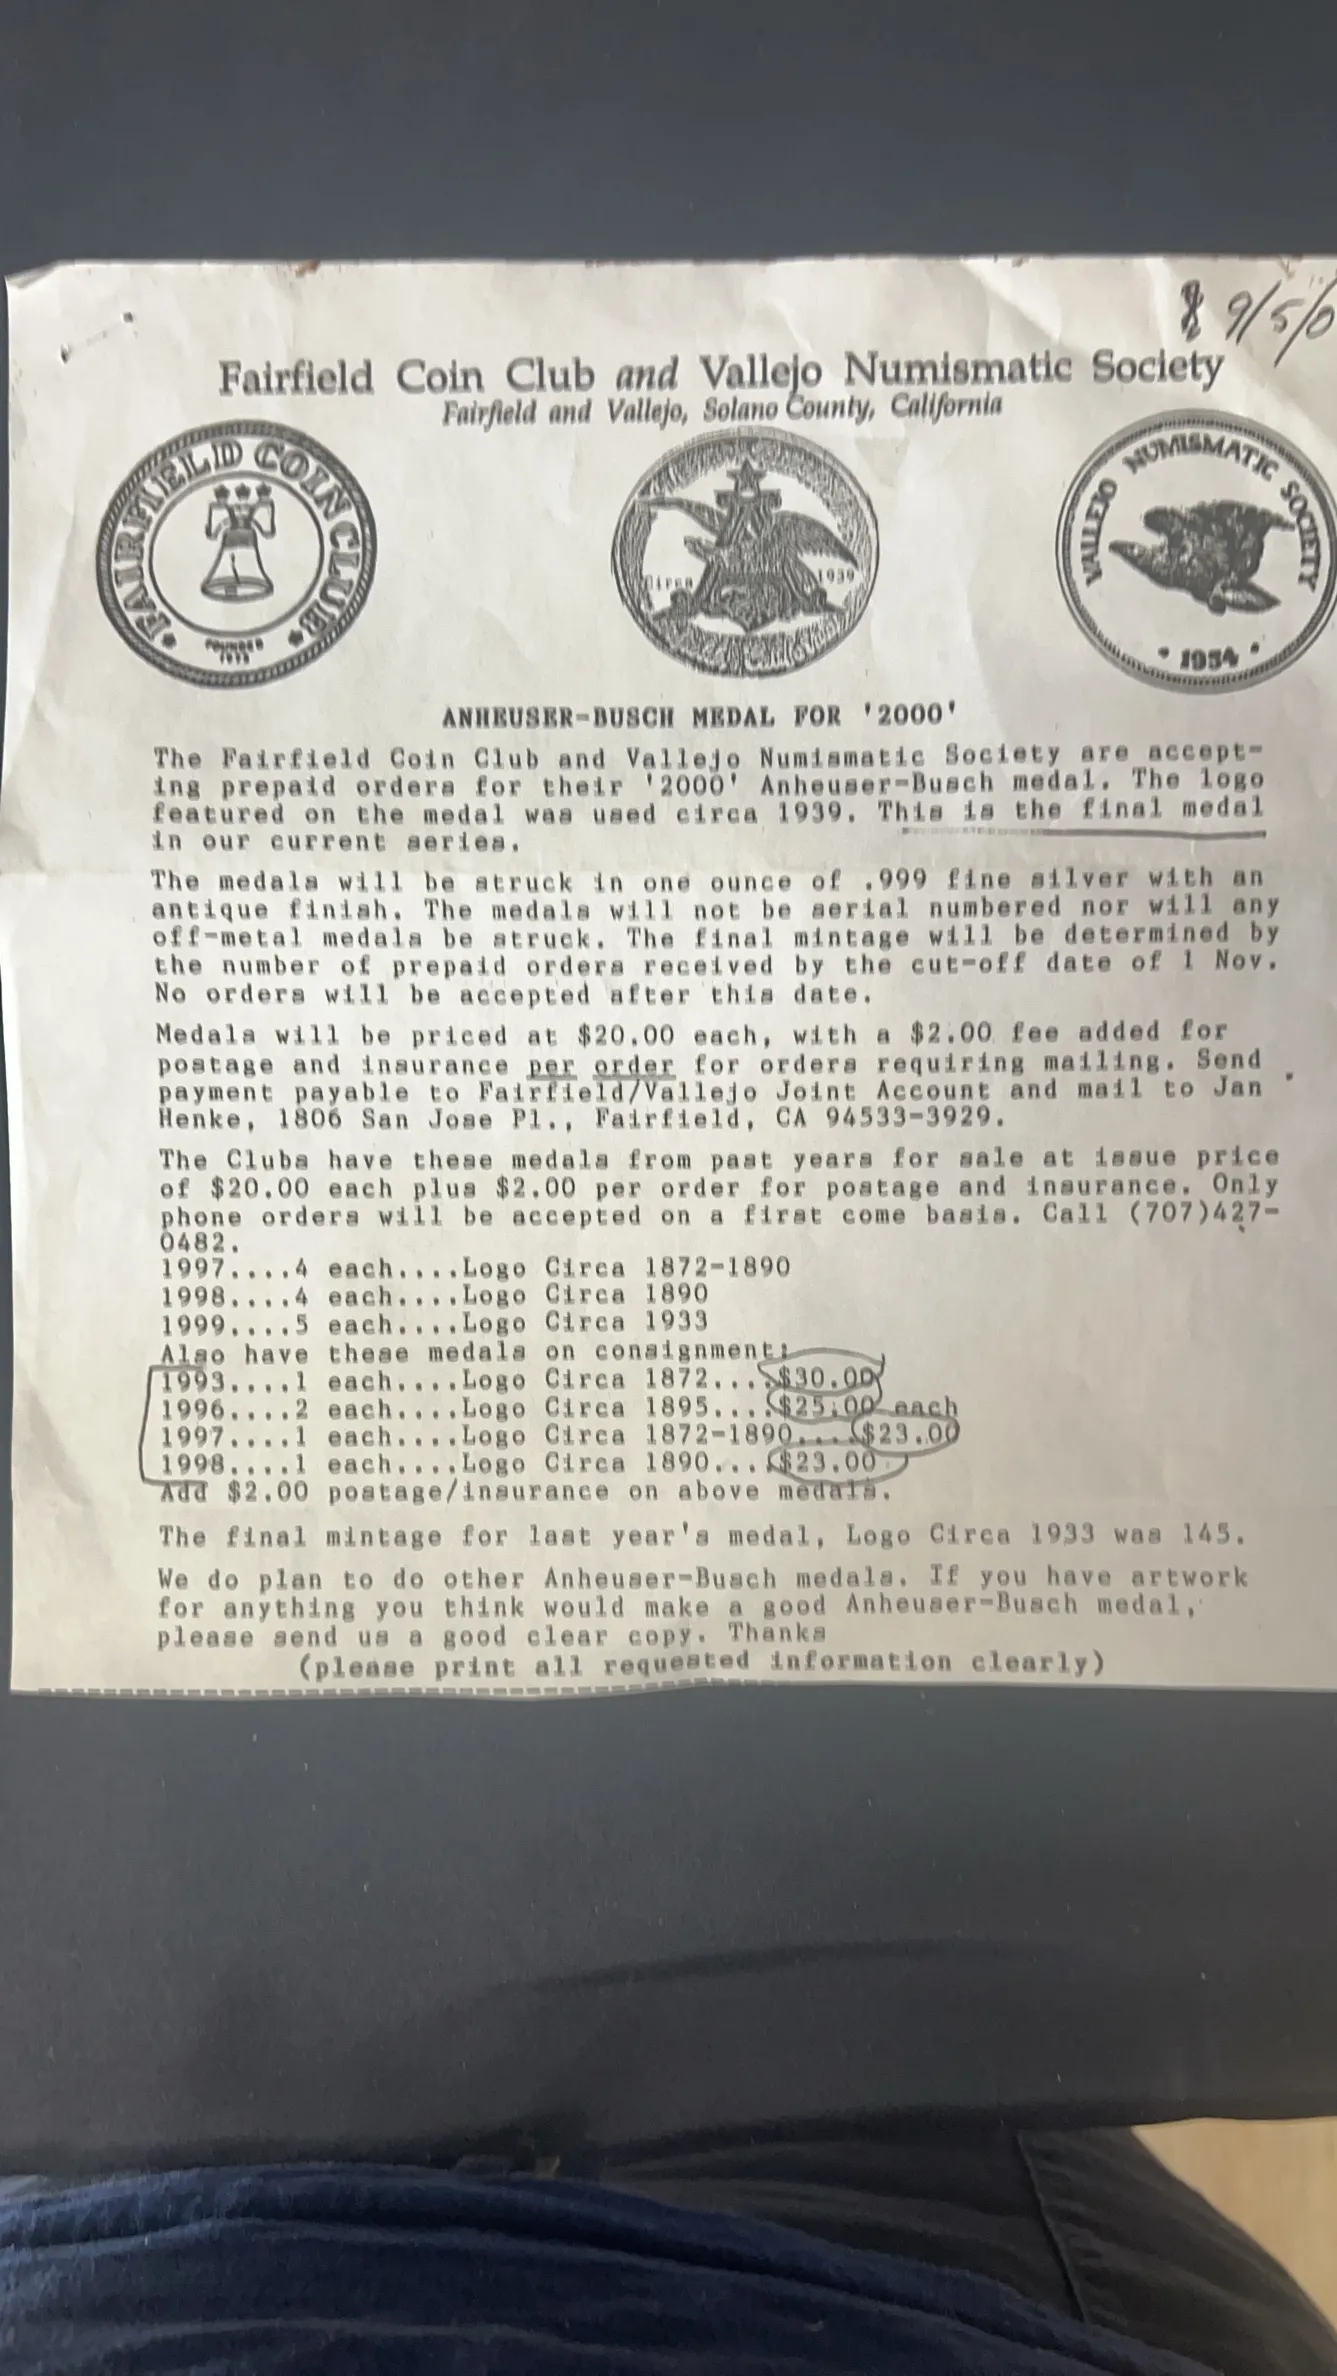 9/5/0
Fairfield Coin Club and Vallejo Numismatic Society
Fairfield and Vallejo, Solano County, California
FAIRFIELD COIN CLUB
FOUNDED
Circa 1939
VALLEJO NUMISMATIC SOCIETY
• 1954 •
ANHEUSER-BUSCH MEDAL FOR '2000'
The Fairfield Coin Club and Vallejo Numismatic Society are accept-
ing prepaid orders for their '2000' Anheuser-Busch medal. The logo
featured on the medal was used circa 1939. This is the final medal
in our current series.
The medals will be struck in one ounce of .999 fine silver with an
antique finish. The medals will not be serial numbered nor will any
off-metal medals be struck. The final mintage will be determined by
the number of prepaid orders received by the cut-off date of 1 Nov.
No orders will be accepted after this date.
Medals will be priced at $20.00 each, with a $2.00 fee added for
postage and insurance per order for orders requiring mailing. Send
payment payable to Fairfield/Vallejo Joint Account and mail to Jan
Henke, 1806 San Jose Pl., Fairfield, CA 94533-3929.
The Clubs have these medals from past years for sale at issue price
of $20.00 each plus $2.00 per order for postage and insurance. Only
phone orders will be accepted on a first come basis. Call (707)427-
0482.
1997....4 each....Logo Circa 1872-1890
1998....4 each....Logo Circa 1890
1999....5 each....Logo Circa 1933
Also have these medals on consignment:
1993....1 each....Logo Circa 1872....$30.00
1996....2 each....Logo Circa 1895....$25.00 each
1997....1 each....Logo Circa 1872-1890....$23.00
1998....1 each....Logo Circa 1890....$23.00
Add $2.00 postage/insurance on above medals.
The final mintage for last year's medal, Logo Circa 1933 was 145.
We do plan to do other Anheuser-Busch medals. If you have artwork
for anything you think would make a good Anheuser-Busch medal,
please send us a good clear copy. Thanks
(please print all requested information clearly)